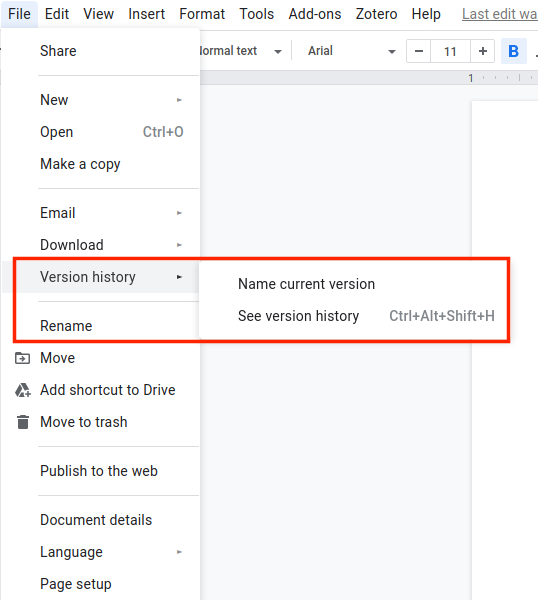 File Edit View Insert Format Tools Add-ons Zotero Help Last edit wa
Share
Normal text Arial 11 B
1
New
Open Ctrl+O
Make a copy
Email
Download
Version history
Name current version
See version history Ctrl+Alt+Shift+H
Rename
Move
Add shortcut to Drive
Move to trash
Publish to the web
Document details
Language
Page setup